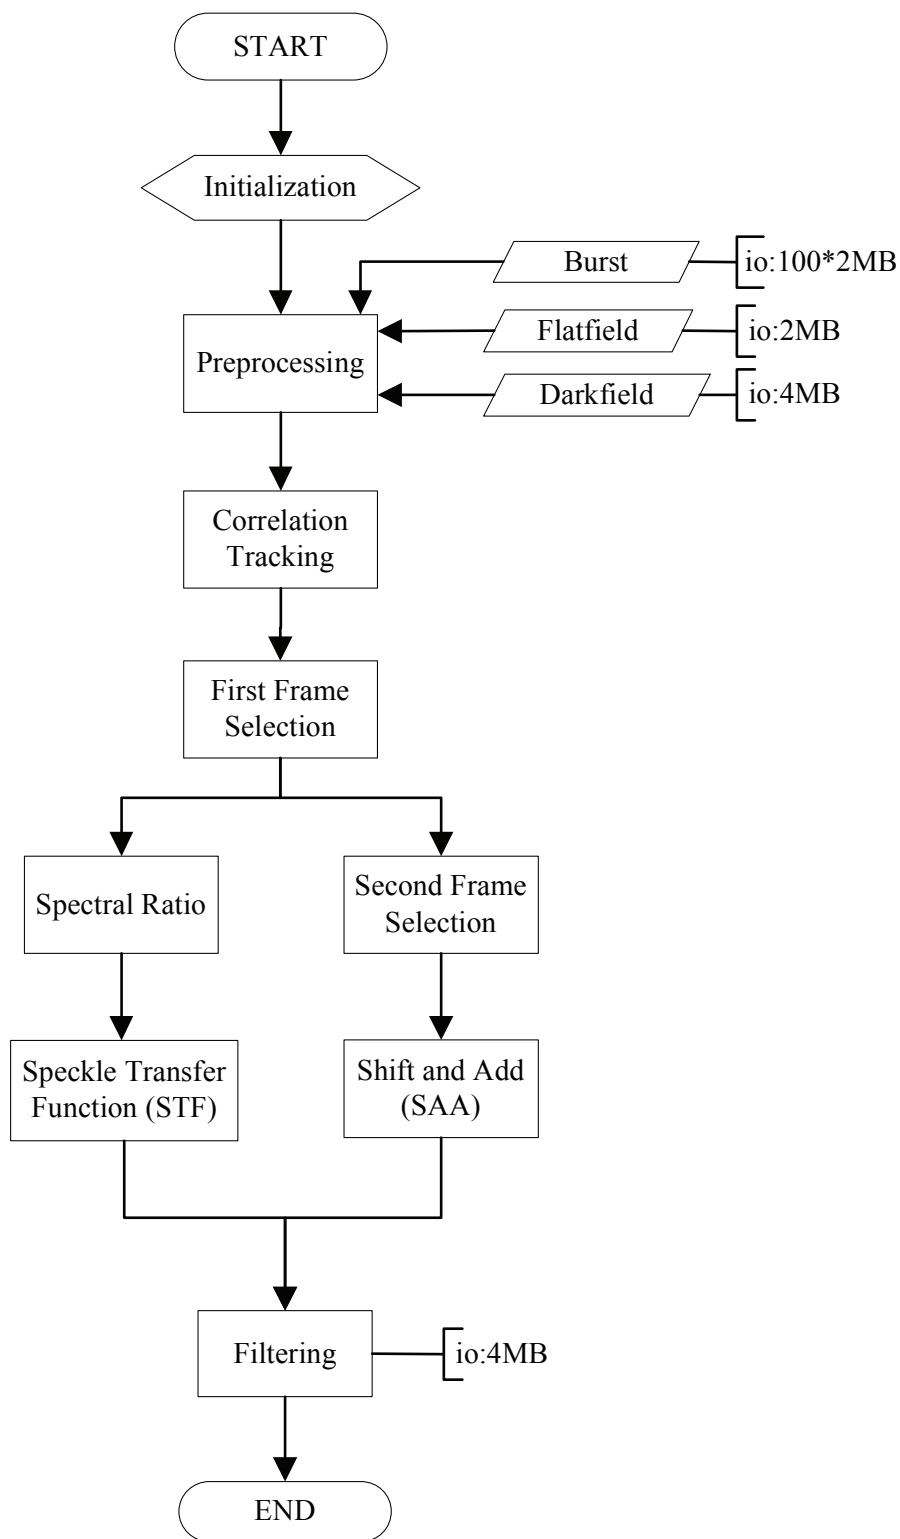 START
Initialization
Burst
io:100*2MB
Preprocessing
Flatfield
io:2MB
Darkfield
io:4MB
Correlation
Tracking
First Frame
Selection
Spectral Ratio
Second Frame
Selection
Speckle Transfer
Function (STF)
Shift and Add
(SAA)
Filtering
io:4MB
END